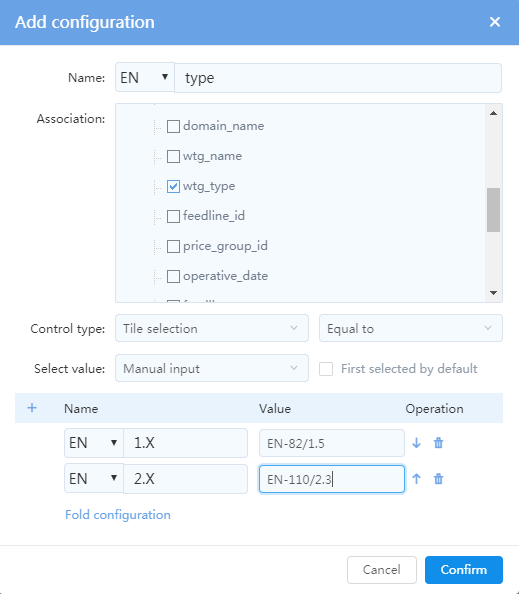 Add configuration
Name: EN type
Association:
domain_name
wtg_name
wtg_type
feedline_id
price_group_id
operative_date
Control type: Tile selection Equal to
Select value: Manual input First selected by default
+ Name Value Operation
EN 1.X EN-82/1.5
EN 2.X EN-110/2.3
Fold configuration
Cancel Confirm